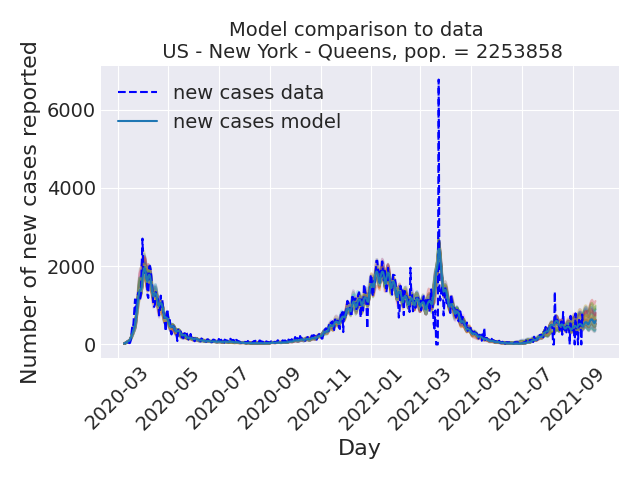 Model comparison to data
US - New York - Queens, pop. = 2253858
new cases data
new cases model
Number of new cases reported
6000
4000
2000
0
2020-03
2020-05
2020-07
2020-09
2020-11
2021-01
2021-03
2021-05
2021-07
2021-09
Day